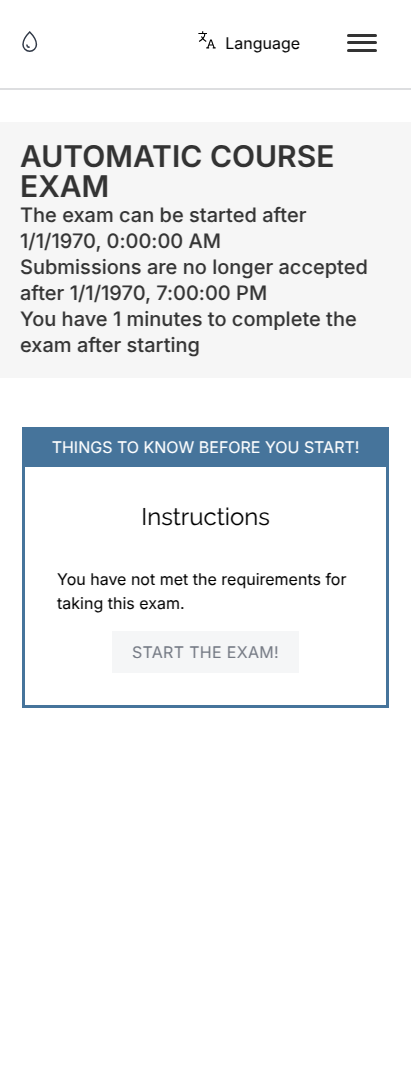 Language
AUTOMATIC COURSE
EXAM
The exam can be started after
1/1/1970, 0:00:00 AM
Submissions are no longer accepted
after 1/1/1970, 7:00:00 PM
You have 1 minutes to complete the
exam after starting
THINGS TO KNOW BEFORE YOU START!
Instructions
You have not met the requirements for
taking this exam.
START THE EXAM!